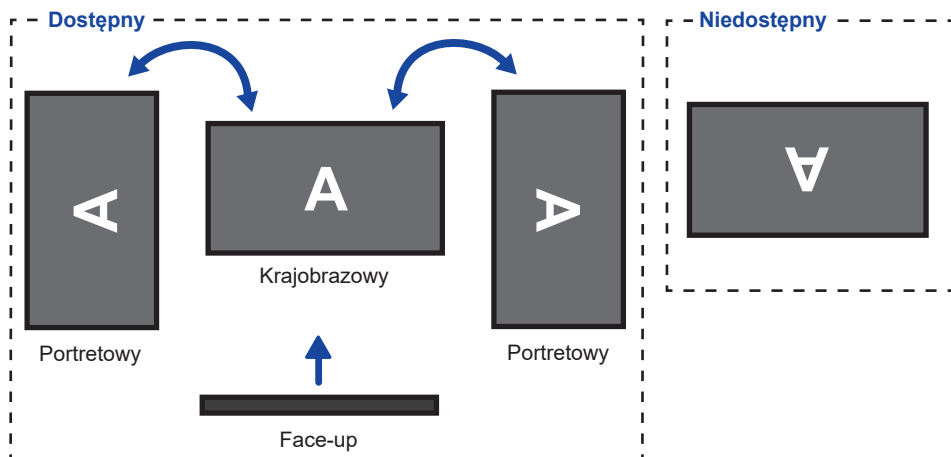 Dostępny
Niedostępny
A
A
A
A
Krajobrazowy
Portretowy
Portretowy
Face-up